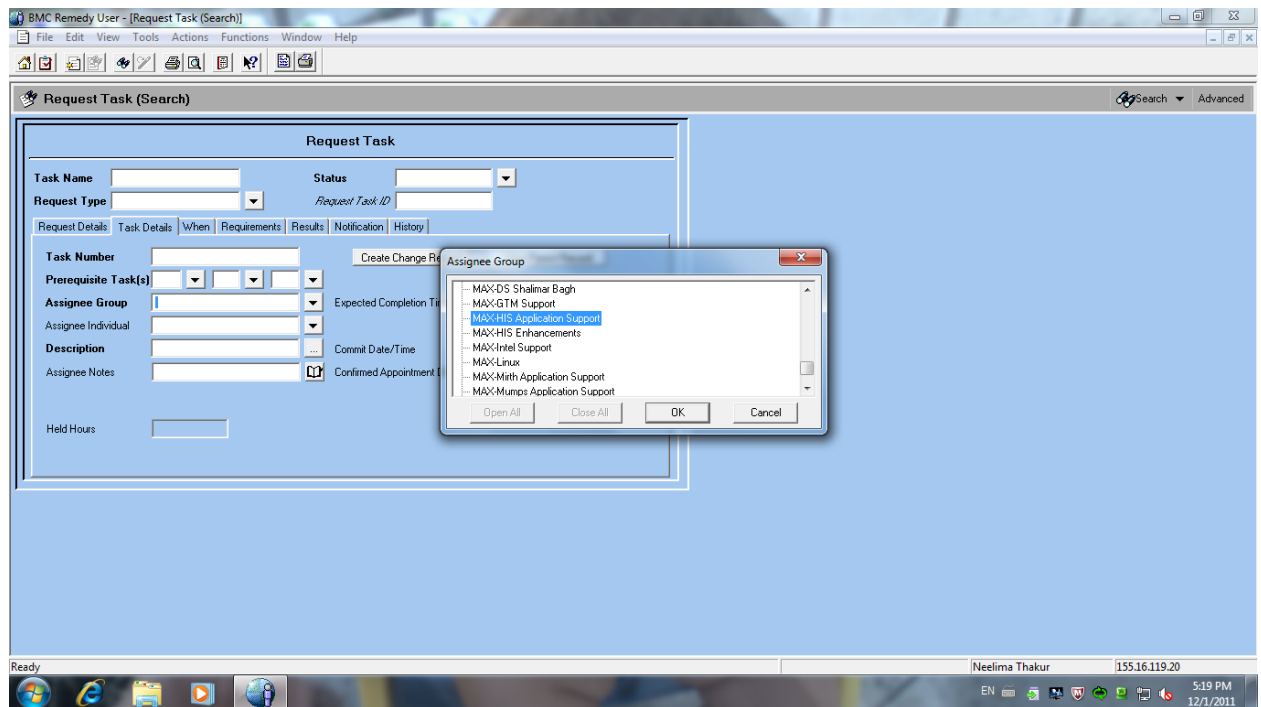 BMC Remedy User - [Request Task (Search)]
File Edit View Tools Actions Functions Window Help
Request Task (Search)
Search Advanced
Request Task
Task Name Status
Request Type Request Task ID
Request Details Task Details When Requirements Results Notification History
Task Number Create Change Re
Prerequisite Task(s)
Assignee Group Expected Completion Ti
Assignee Individual
Description ... Commit Date/Time
Assignee Notes Confirmed Appointment
Held Hours
Assignee Group
MAX-DS Shalimar Bagh
MAX-GTM Support
MAX-HIS Application Support
MAX-HIS Enhancements
MAX-Intel Support
MAX-Linux
MAX-Mirth Application Support
MAX-Mumps Application Support
Open All Close All OK Cancel
Ready Neelima Thakur 155.16.119.20
EN 5:19 PM
12/1/2011